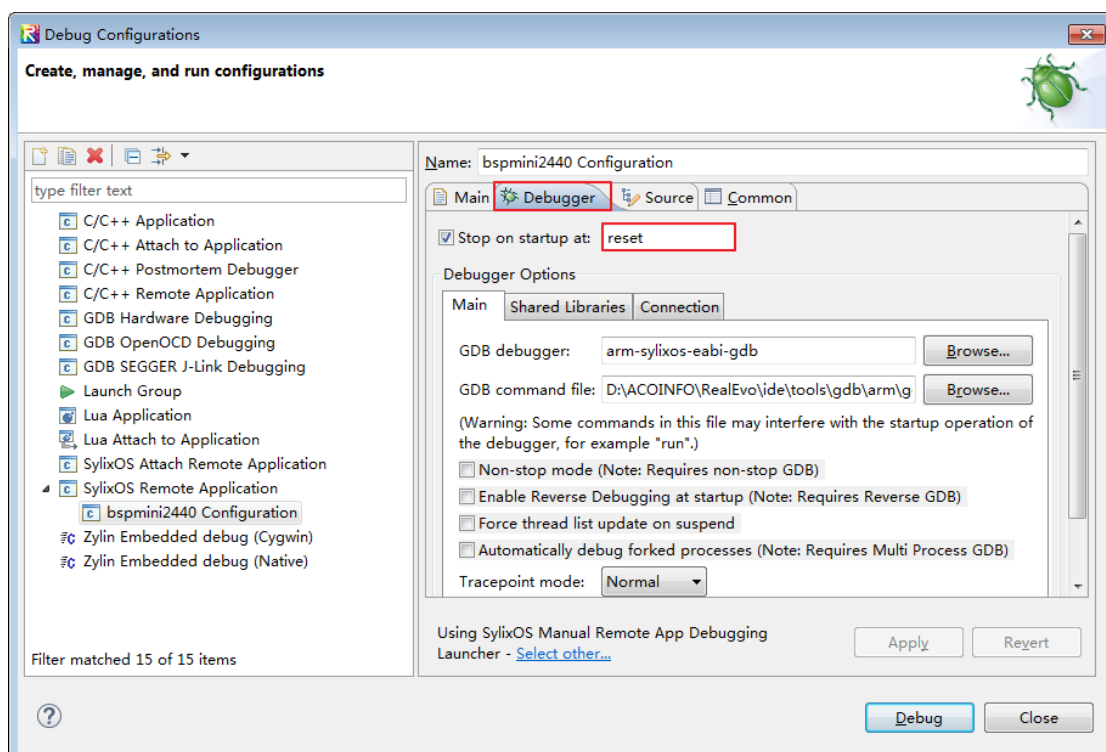 Debug Configurations
Create, manage, and run configurations
type filter text
C/C++ Application
C/C++ Attach to Application
C/C++ Postmortem Debugger
C/C++ Remote Application
GDB Hardware Debugging
GDB OpenOCD Debugging
GDB SEGGER J-Link Debugging
Launch Group
Lua Application
Lua Attach to Application
SylixOS Attach Remote Application
SylixOS Remote Application
bspmini2440 Configuration
Zylin Embedded debug (Cygwin)
Zylin Embedded debug (Native)
Filter matched 15 of 15 items
Name: bspmini2440 Configuration
Main Debugger Source Common
Stop on startup at: reset
Debugger Options
Main Shared Libraries Connection
GDB debugger: arm-sylixos-eabi-gdb Browse...
GDB command file: D:\ACOINFO\RealEvo\ide\tools\gdb\arm\g Browse...
(Warning: Some commands in this file may interfere with the startup operation of
the debugger, for example "run".)
Non-stop mode (Note: Requires non-stop GDB)
Enable Reverse Debugging at startup (Note: Requires Reverse GDB)
Force thread list update on suspend
Automatically debug forked processes (Note: Requires Multi Process GDB)
Tracepoint mode: Normal
Using SylixOS Manual Remote App Debugging
Launcher - Select other...
Apply Revert
Debug Close